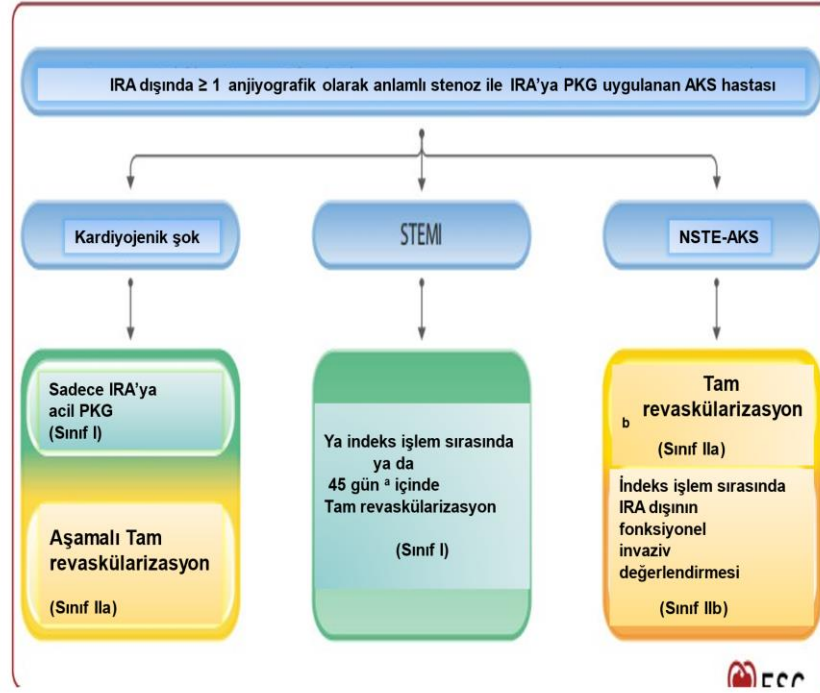 IRA dışında ≥ 1 anjiyografik olarak anlamlı stenoz ile IRA'ya PKG uygulanan AKS hastası
Kardiyojenik şok
STEMI
NSTE-AKS
Sadece IRA'ya
acil PKG
(Sınıf I)
Aşamalı Tam
revaskülarizasyon
(Sınıf IIa)
Ya indeks işlem sırasında
ya da
45 gün a içinde
Tam revaskülarizasyon
(Sınıf I)
Tam
revaskülarizasyon
b
(Sınıf IIa)
İndeks işlem sırasında
IRA dışının
fonksiyonel
invaziv
değerlendirmesi
(Sınıf IIb)
ESC